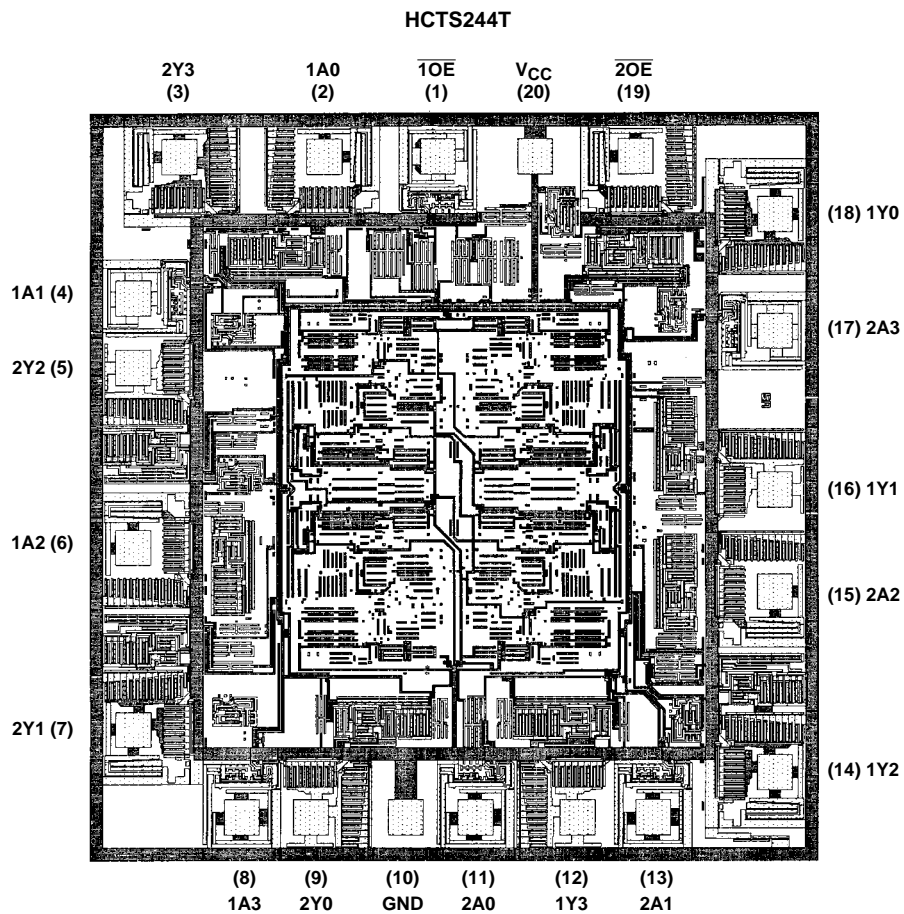 HCTS244T
2Y3 1A0 1OE VCC 2OE
(3) (2) (1) (20) (19)
(18) 1Y0
1A1 (4)
(17) 2A3
2Y2 (5)
(16) 1Y1
1A2 (6)
(15) 2A2
2Y1 (7)
(14) 1Y2
(8) (9) (10) (11) (12) (13)
1A3 2Y0 GND 2A0 1Y3 2A1